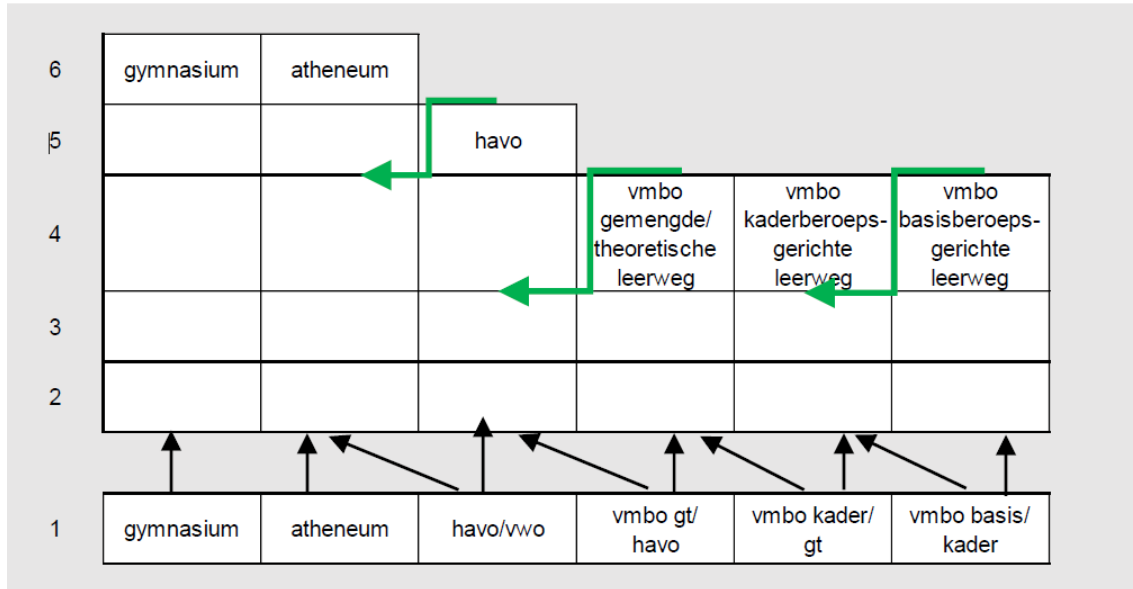 6 gymnasium atheneum
5 havo
4
vmbo
gemengde/
theoretische
leerweg
vmbo
kaderberoeps-
gerichte
leerweg
vmbo
basisberoeps-
gerichte
leerweg
3
2
1 gymnasium atheneum havo/vwo
vmbo gt/
havo
vmbo kader/
gt
vmbo basis/
kader